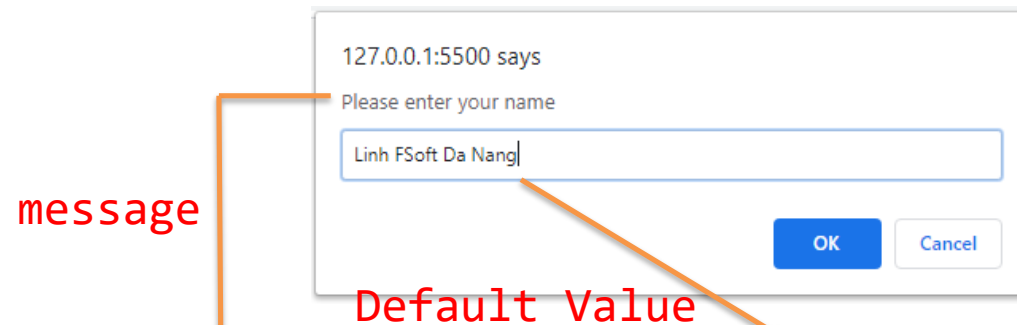 127.0.0.1:5500 says
Please enter your name
Linh FSoft Da Nang
message
OK Cancel
Default Value